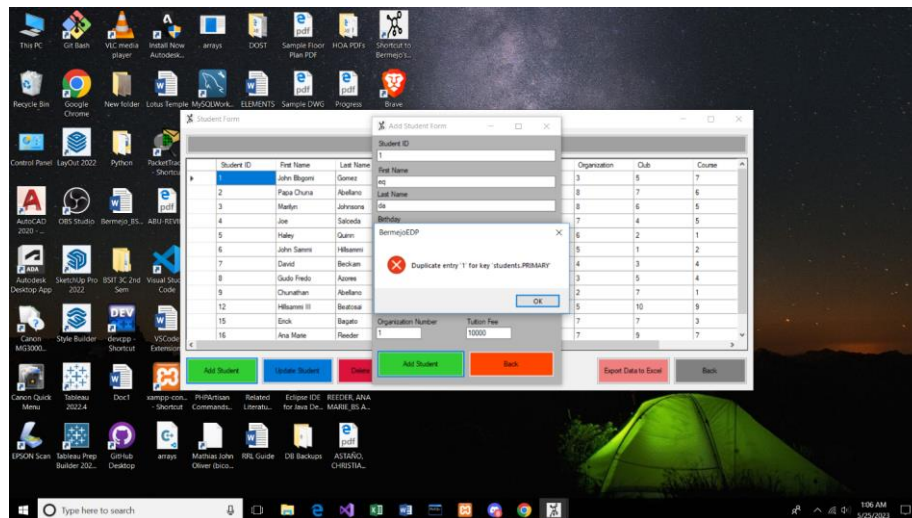 This PC
Git Bash
VLC media player
Install Now Autodesk...
arrays
DOST
Sample Floor Plan PDF
HOA PDFs
Shortcut to Bermejo's...
Recycle Bin
Google Chrome
New folder
Lotus Temple
MySQLWork...
ELEMENTS
Sample DWG
Progress
Brave
Control Panel
LayOut 2022
Python
PacketTrac... - Shortcu
AutoCAD 2020 - ...
OBS Studio
Bermejo_BS...
ABU-REVII
Autodesk Desktop App
SketchUp Pro 2022
BSIT 3C 2nd Sem
Visual Stud Code
Canon MG3000...
Style Builder
devcpp - Shortcut
VSCode Extension
Canon Quick Menu
Tableau 2022.4
Doc1
xampp-con... - Shortcut
PHPArtisan Commands...
Related Literatu...
Eclipse IDE for Java De...
REEDER, ANA MARIE_BS A...
EPSON Scan
Tableau Prep Builder 202...
GitHub Desktop
arrays
Mathias John Oliver (bico...
RRL Guide
DB Backups
ASTAÑO, CHRISTIA...
Student Form
Student ID First Name Last Name Organization Club Course
1 John Bbgomi Gomez 3 5 7
2 Papa Chuna Abellano 8 7 6
3 Marilyn Johnsons 8 6 5
4 Joe Salceda 7 4 5
5 Haley Quinn 6 2 1
6 John Sammi Hillsammi 5 1 2
7 David Beckam 4 3 4
8 Gudo Fredo Azores 3 5 4
9 Chunathan Abellano 2 7 1
12 Hillsammi III Beatosai 5 10 9
15 Erick Bagato 7 7 3
16 Ana Marie Reeder 7 9 7
Add Student
Update Student
Delete
Export Data to Excel
Back
Add Student Form
Student ID
1
First Name
eq
Last Name
da
Birthday
BermejoEDP
Duplicate entry '1' for key 'students.PRIMARY'
OK
Organization Number Tuition Fee
1 10000
Add Student
Back
Type here to search
1:06 AM
5/25/2023